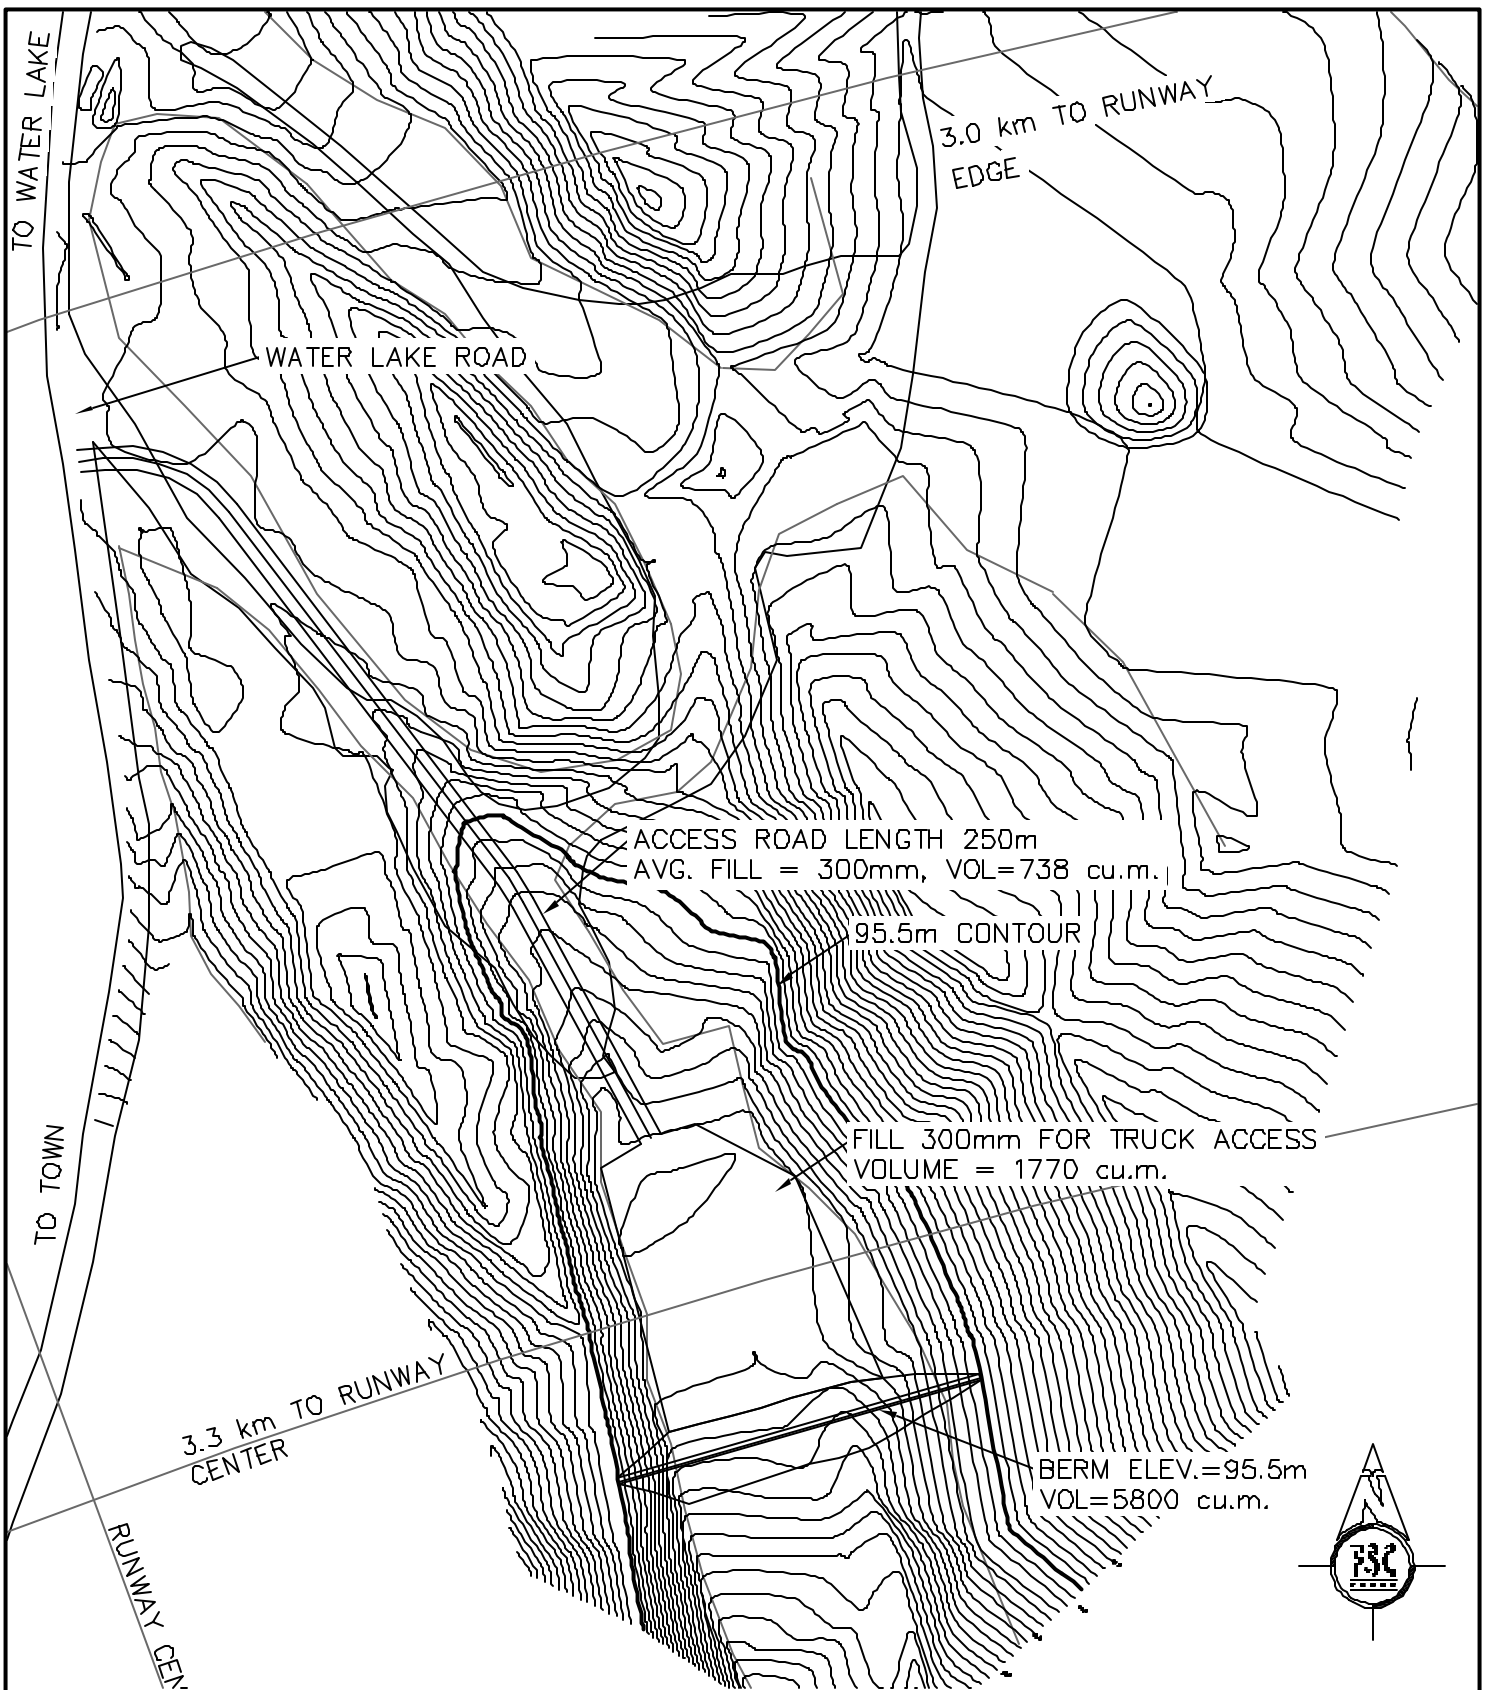 TO WATER LAKE
3.0 km TO RUNWAY
EDGE
WATER LAKE ROAD
ACCESS ROAD LENGTH 250m
AVG. FILL = 300mm, VOL=738 cu.m.
95.5m CONTOUR
FILL 300mm FOR TRUCK ACCESS
VOLUME = 1770 cu.m.
TO TOWN
3.3 km TO RUNWAY
CENTER
BERM ELEV.=95.5m
VOL=5800 cu.m.
RUNWAY CEN
N
FSC